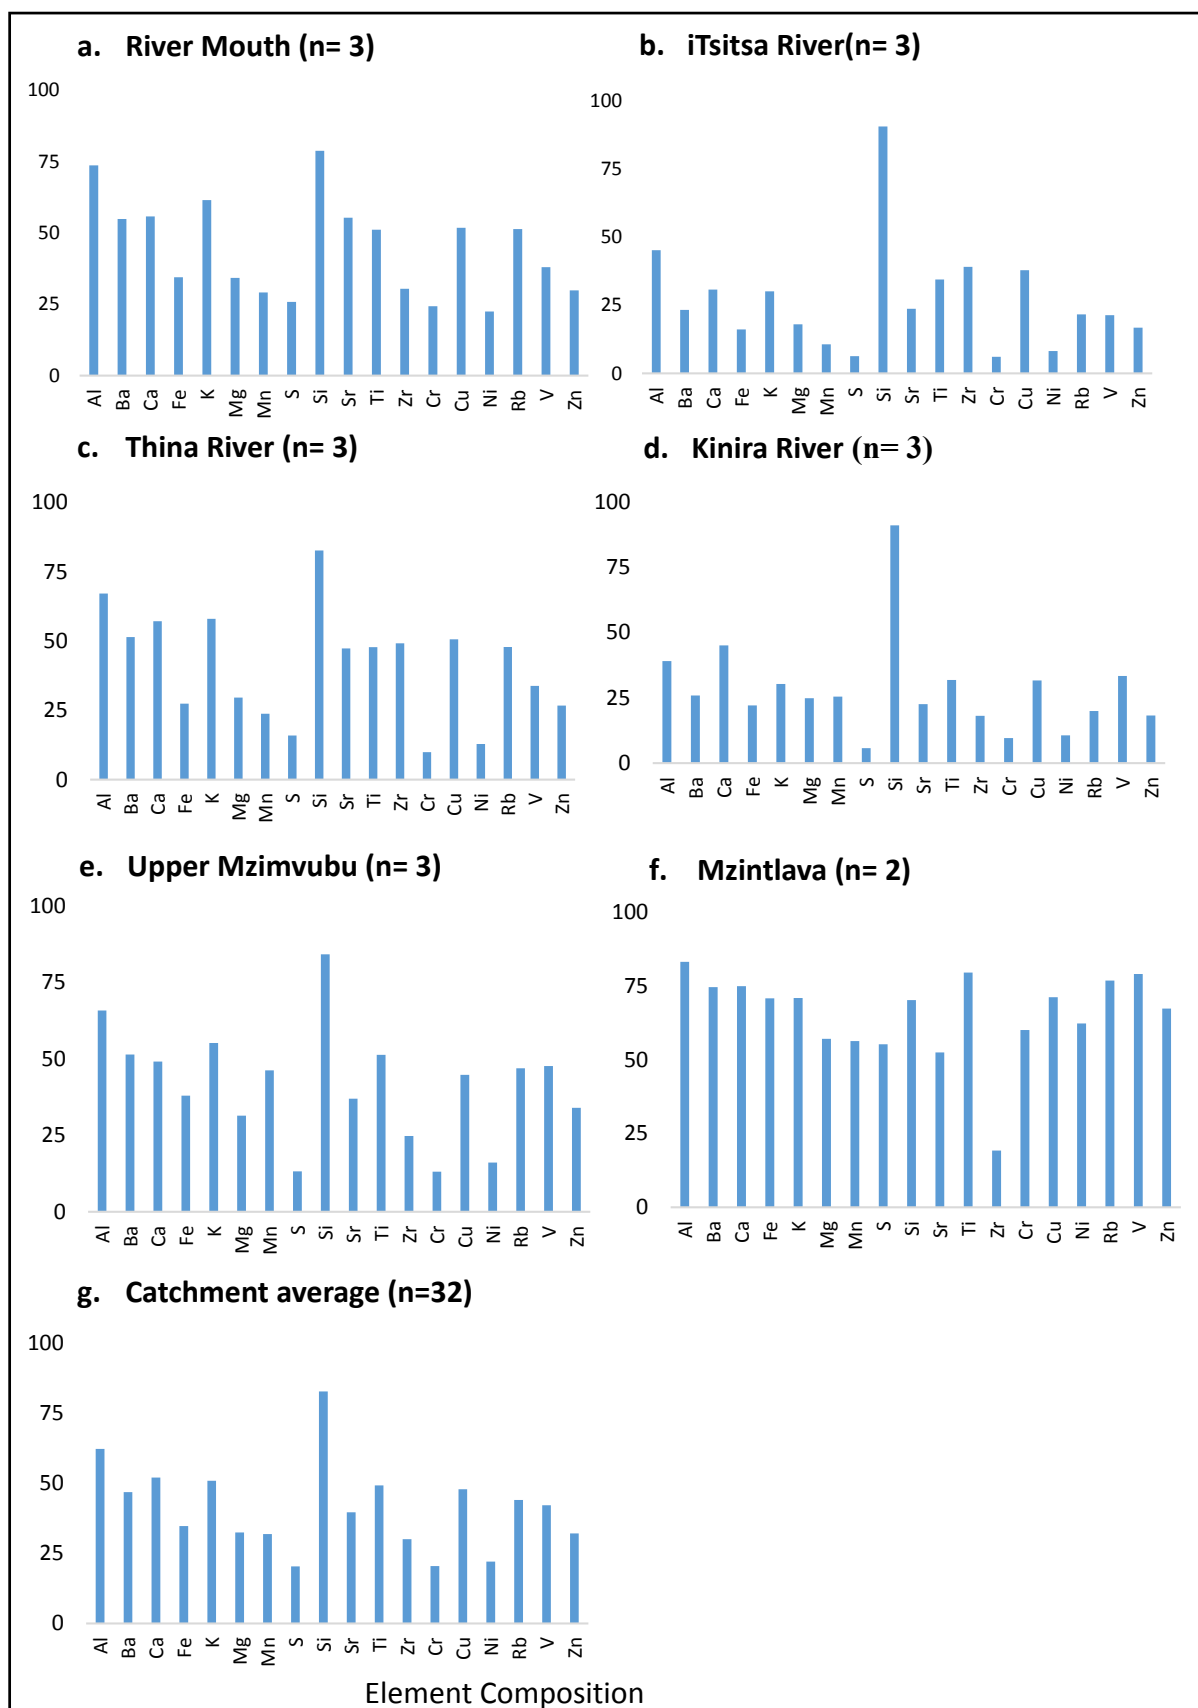 a. River Mouth (n= 3)
100
75
50
25
0
Al Ba Ca Fe K Mg Mn S Si Sr Ti Zr Cr Cu Ni Rb V Zn
b. iTsitsa River(n= 3)
100
75
50
25
0
Al Ba Ca Fe K Mg Mn S Si Sr Ti Zr Cr Cu Ni Rb V Zn
c. Thina River (n= 3)
100
75
50
25
0
Al Ba Ca Fe K Mg Mn S Si Sr Ti Zr Cr Cu Ni Rb V Zn
d. Kinira River (n= 3)
100
75
50
25
0
Al Ba Ca Fe K Mg Mn S Si Sr Ti Zr Cr Cu Ni Rb V Zn
e. Upper Mzimvubu (n= 3)
100
75
50
25
0
Al Ba Ca Fe K Mg Mn S Si Sr Ti Zr Cr Cu Ni Rb V Zn
f. Mzintlava (n= 2)
100
75
50
25
0
Al Ba Ca Fe K Mg Mn S Si Sr Ti Zr Cr Cu Ni Rb V Zn
g. Catchment average (n=32)
100
75
50
25
0
Al Ba Ca Fe K Mg Mn S Si Sr Ti Zr Cr Cu Ni Rb V Zn
Element Composition